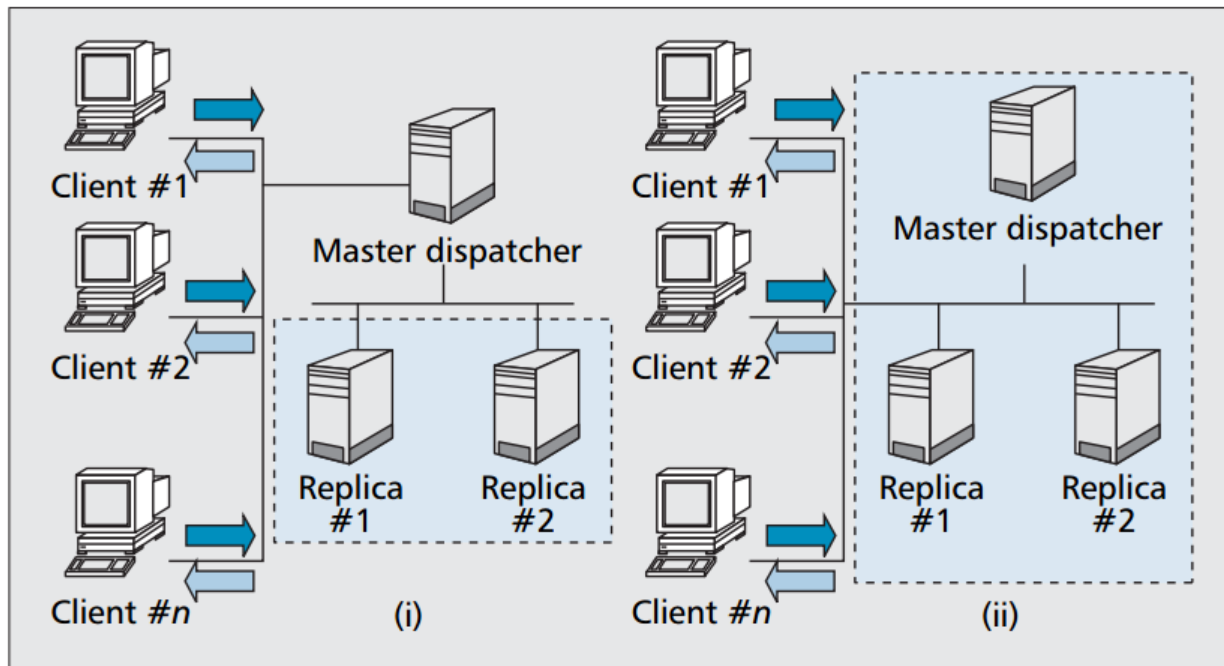 Client #1
Master dispatcher
Client #2
Replica
#1
Replica
#2
Client #n
(i)
Client #1
Master dispatcher
Client #2
Replica
#1
Replica
#2
Client #n
(ii)